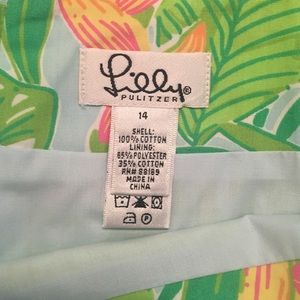 Lilly®
PULITZER
14
SHELL:
100% COTTON
LINING:
65% POLYESTER
35% COTTON
RN# 88189
MADE IN
CHINA